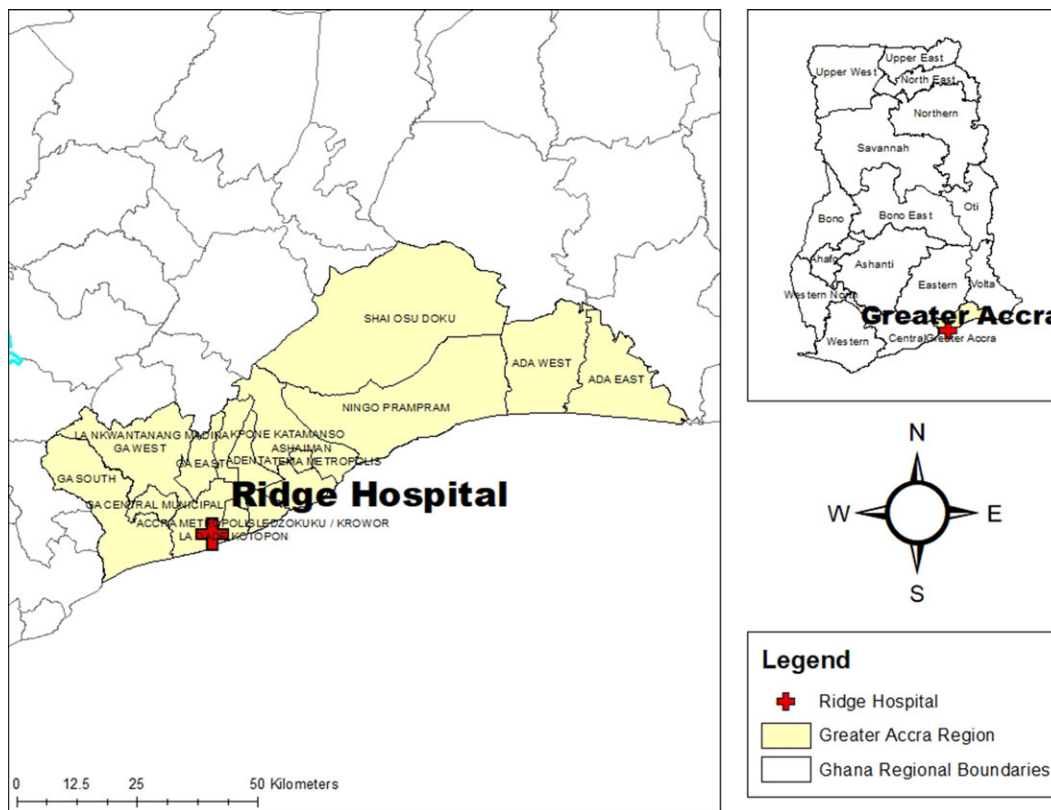 SHAI OSU DOKU
ADA WEST
ADA EAST
NINGO PRAMPRAM
LA NKWANTANANG MADINA
KPONE KATAMANSO
GA WEST
ASHAIMAN
GA EAST
ADENTA
TEMA METROPOLIS
GA SOUTH
Ridge Hospital
GA CENTRAL MUNICIPAL
ACCRA METROPOLIS
LEDZOKUKU / KROWOR
LA DADE KOTOPON
0 12.5 25 50 Kilometers
Upper East
Upper West
North East
Northern
Savannah
Oti
Bono
Bono East
Ahafo
Ashanti
Eastern
Volta
Western North
Greater Accra
Western
Central
Greater Accra
N
W
E
S
Legend
Ridge Hospital
Greater Accra Region
Ghana Regional Boundaries